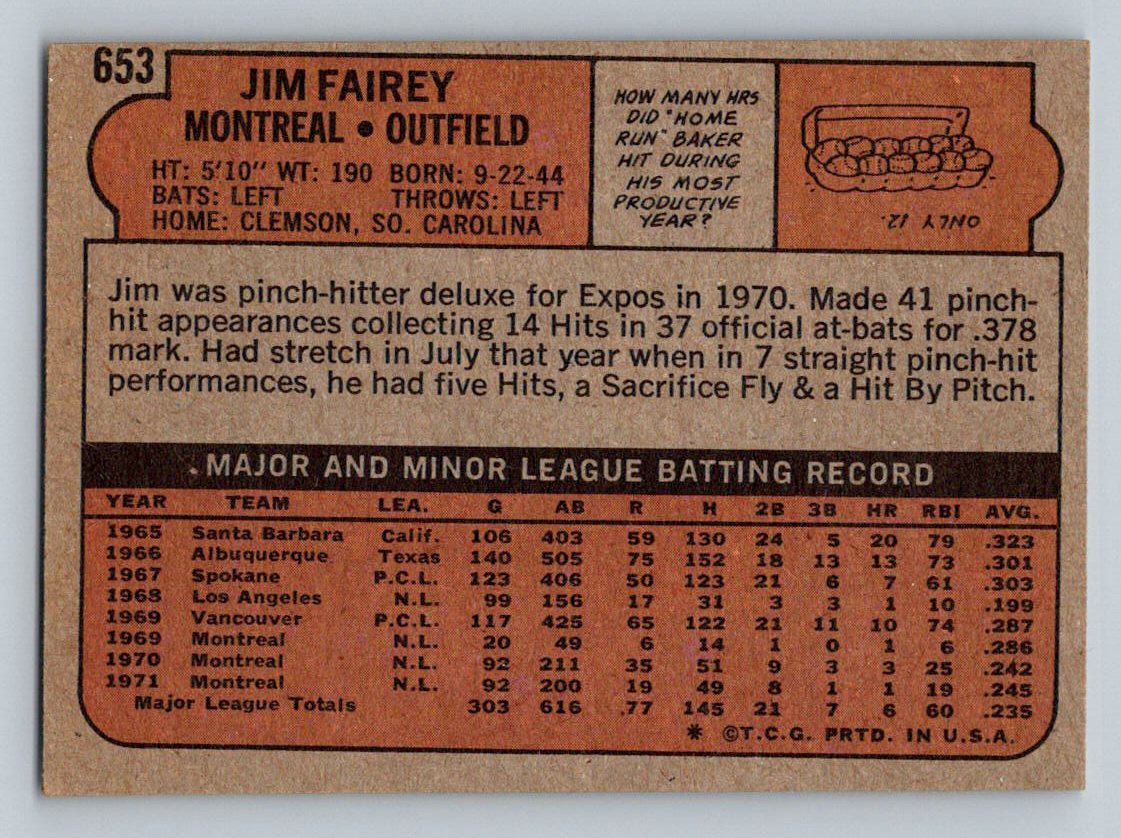 653
JIM FAIREY
MONTREAL • OUTFIELD
HT: 5'10" WT: 190 BORN: 9-22-44
BATS: LEFT THROWS: LEFT
HOME: CLEMSON, SO. CAROLINA
HOW MANY HRS
DID "HOME
RUN" BAKER
HIT DURING
HIS MOST
PRODUCTIVE
YEAR?
ONLY 12.
Jim was pinch-hitter deluxe for Expos in 1970. Made 41 pinch-
hit appearances collecting 14 Hits in 37 official at-bats for .378
mark. Had stretch in July that year when in 7 straight pinch-hit
performances, he had five Hits, a Sacrifice Fly & a Hit By Pitch.
MAJOR AND MINOR LEAGUE BATTING RECORD
YEAR TEAM LEA. G AB R H 2B 3B HR RBI AVG.
1965 Santa Barbara Calif. 106 403 59 130 24 5 20 79 .323
1966 Albuquerque Texas 140 505 75 152 18 13 13 73 .301
1967 Spokane P.C.L. 123 406 50 123 21 6 7 61 .303
1968 Los Angeles N.L. 99 156 17 31 3 3 1 10 .199
1969 Vancouver P.C.L. 117 425 65 122 21 11 10 74 .287
1969 Montreal N.L. 20 49 6 14 1 0 1 6 .286
1970 Montreal N.L. 92 211 35 51 9 3 3 25 .242
1971 Montreal N.L. 92 200 19 49 8 1 1 19 .245
Major League Totals 303 616 77 145 21 7 6 60 .235
* ©T.C.G. PRTD. IN U.S.A.